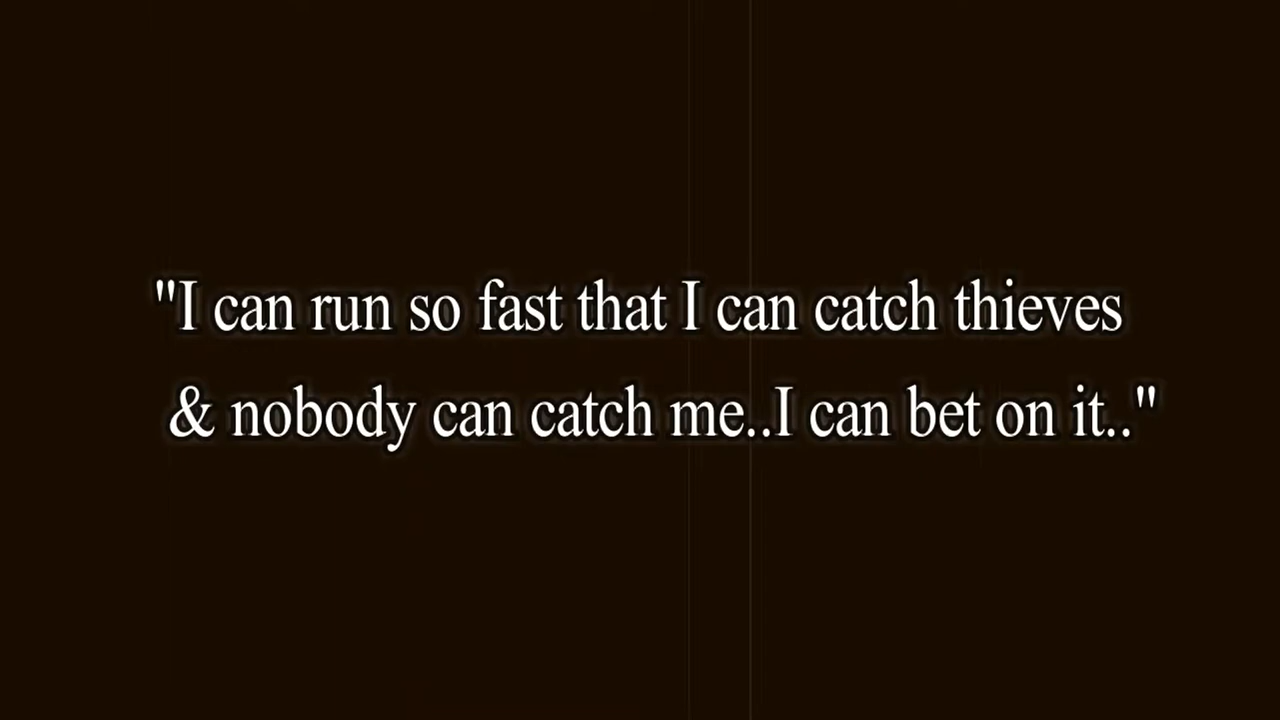 "I can run so fast that I can catch thieves
& nobody can catch me..I can bet on it.."